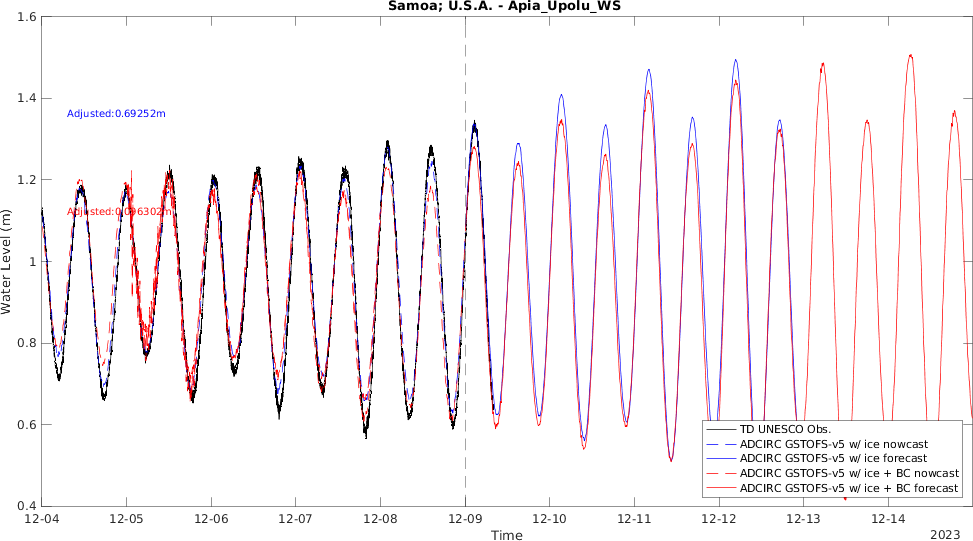 Samoa; U.S.A. - Apia_Upolu_WS
1.6
1.4
1.2
1
0.8
0.6
0.4
Water Level (m)
Adjusted:0.69252m
Adjusted:0.096302m
TD UNESCO Obs.
ADCIRC GSTOFS-v5 w/ ice nowcast
ADCIRC GSTOFS-v5 w/ ice forecast
ADCIRC GSTOFS-v5 w/ ice + BC nowcast
ADCIRC GSTOFS-v5 w/ ice + BC forecast
12-04 12-05 12-06 12-07 12-08 12-09 12-10 12-11 12-12 12-13 12-14
Time
2023